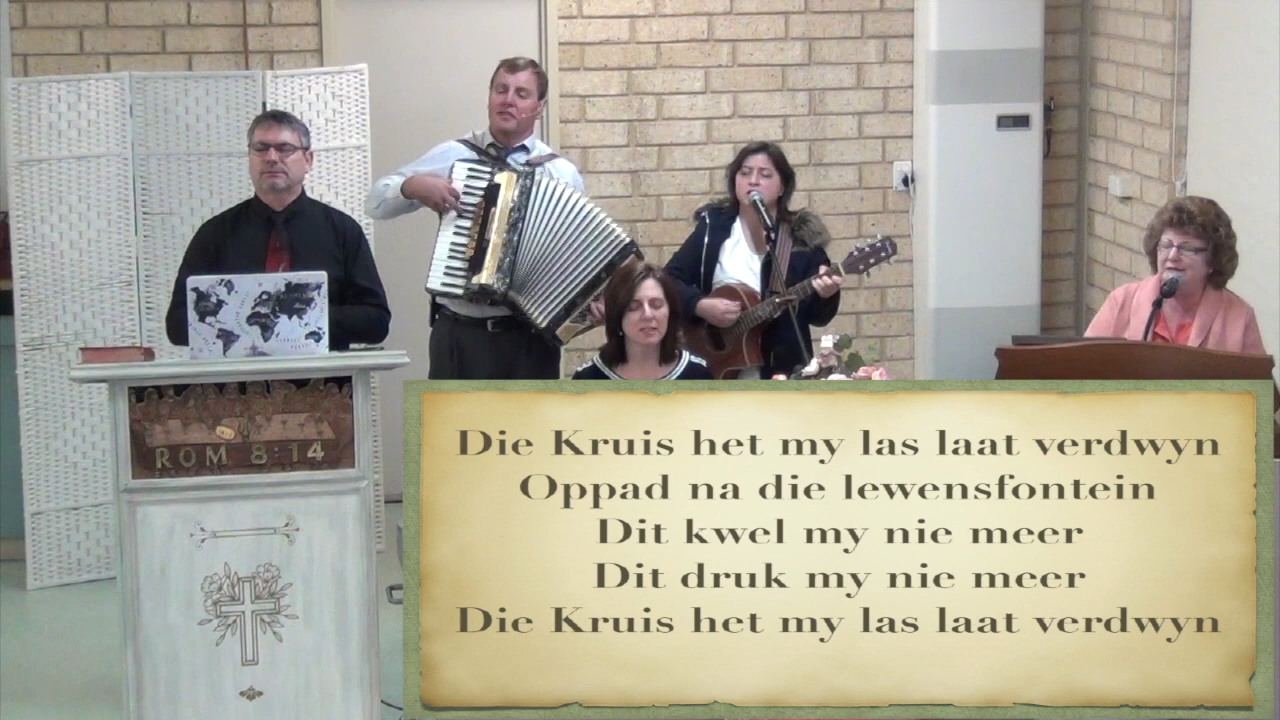 ROM 8:14
Die Kruis het my las laat verdwyn
Oppad na die lewensfontein
Dit kwel my nie meer
Dit druk my nie meer
Die Kruis het my las laat verdwyn